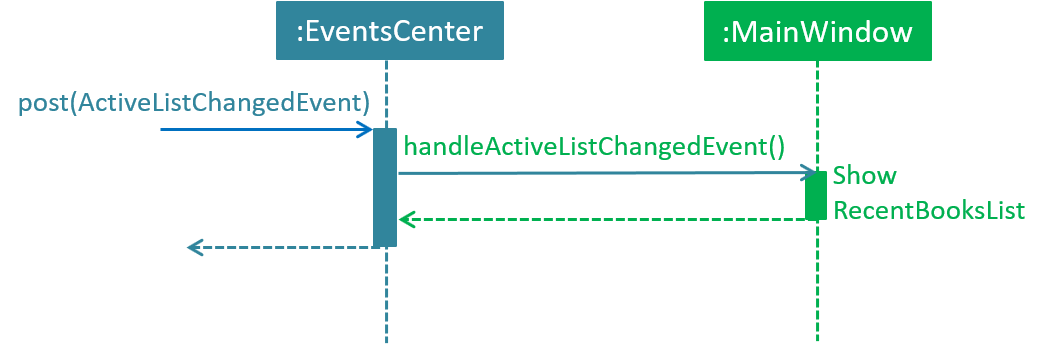 :EventsCenter
:MainWindow
post(ActiveListChangedEvent)
handleActiveListChangedEvent()
Show
RecentBooksList